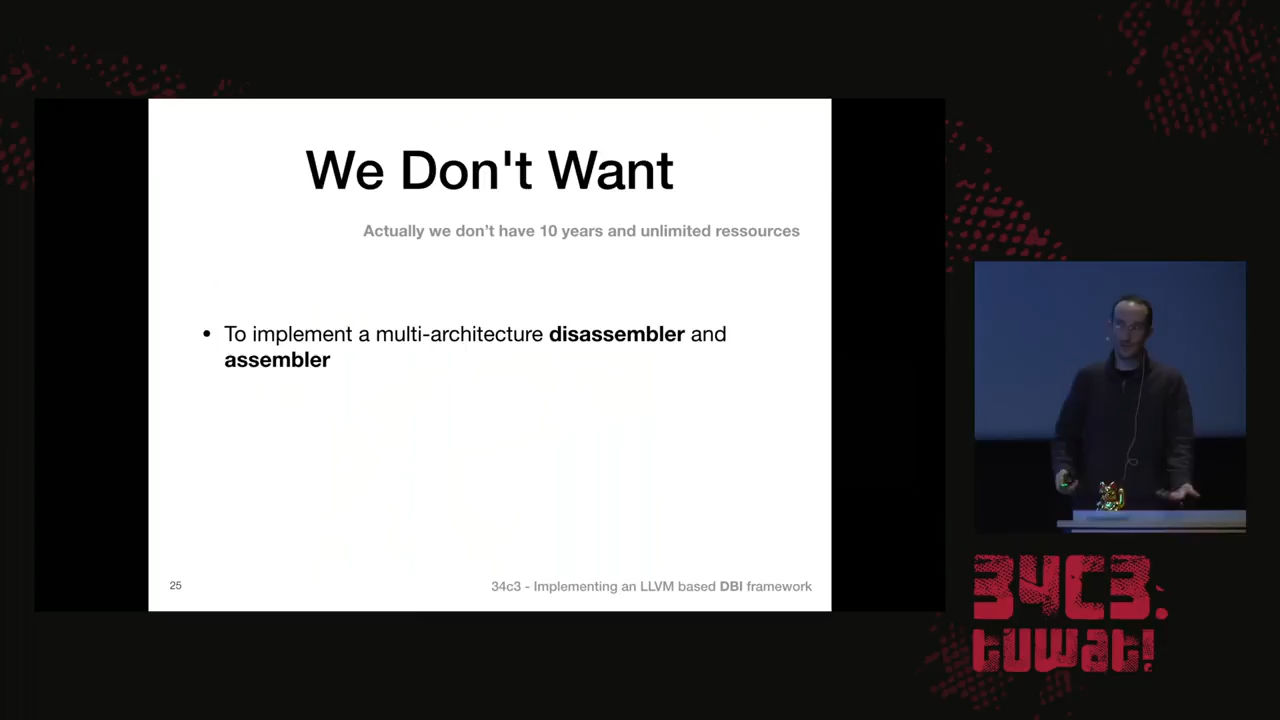 We Don't Want
Actually we don't have 10 years and unlimited ressources
• To implement a multi-architecture disassembler and
assembler
25
34c3 - Implementing an LLVM based DBI framework
34C3.
tuwat!